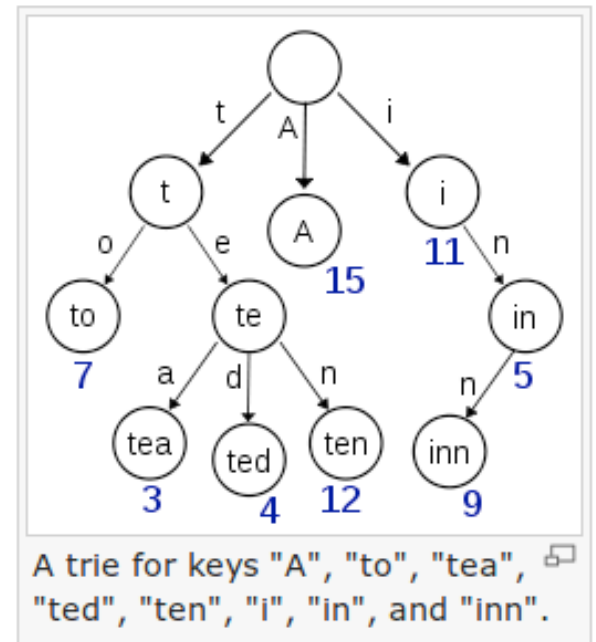 t
A
i
t
A
i
15
11
o
e
n
to
te
in
7
5
a
d
n
n
tea
ted
ten
inn
3
4
12
9
A trie for keys "A", "to", "tea",
"ted", "ten", "i", "in", and "inn".